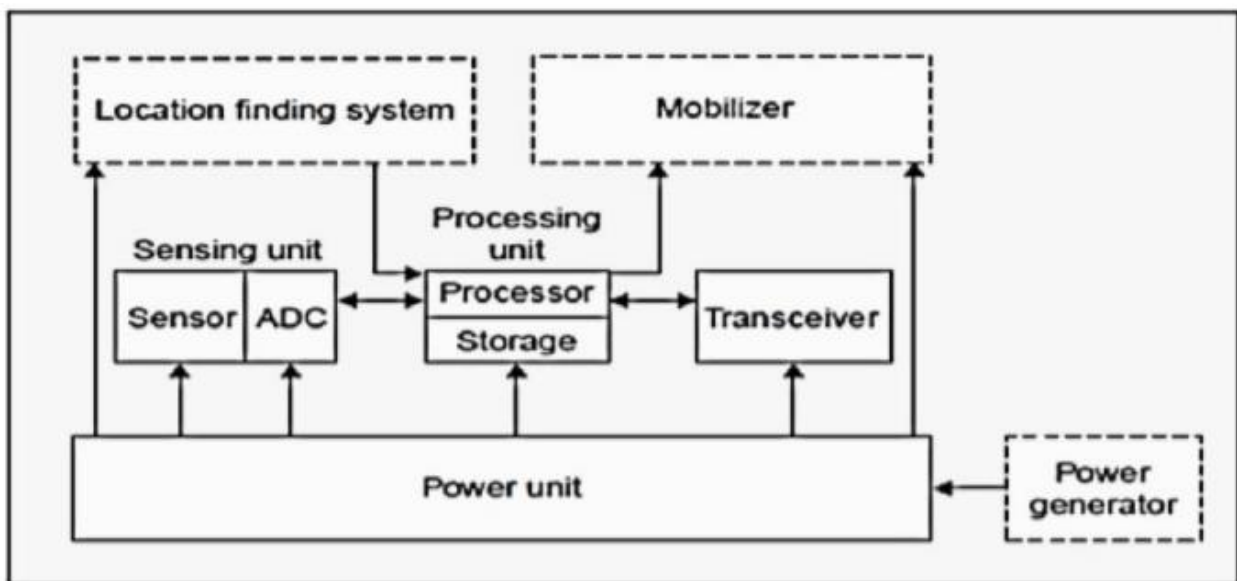 Location finding system
Mobilizer
Processing
unit
Sensing unit
Sensor
ADC
Processor
Storage
Transceiver
Power unit
Power
generator